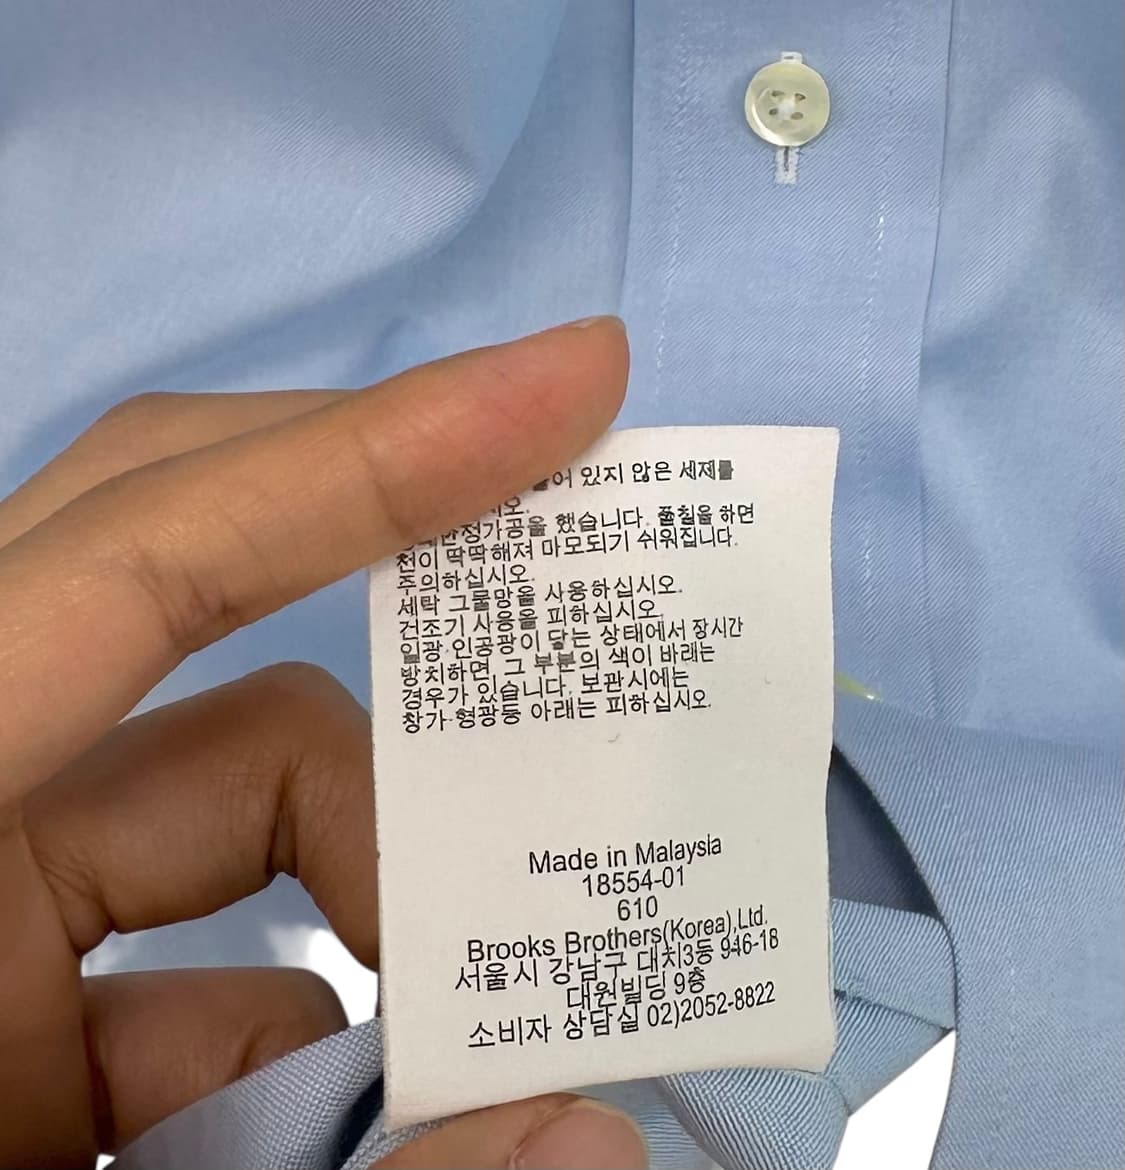 있지 않은 세제를
정가공을 했습니다. 풀칠을 하면
천이 딱딱해져 마모되기 쉬워집니다.
주의하십시오.
세탁 그물망을 사용하십시오.
건조기 사용을 피하십시오.
일광·인공광이 닿는 상태에서 장시간
방치하면, 그 부분의 색이 바래는
경우가 있습니다. 보관시에는
창가·형광등 아래는 피하십시오.
Made in Malaysia
18554-01
610
Brooks Brothers(Korea),Ltd.
서울시 강남구 대치3동 946-18
대원빌딩 9층
소비자 상담실 02)2052-8822